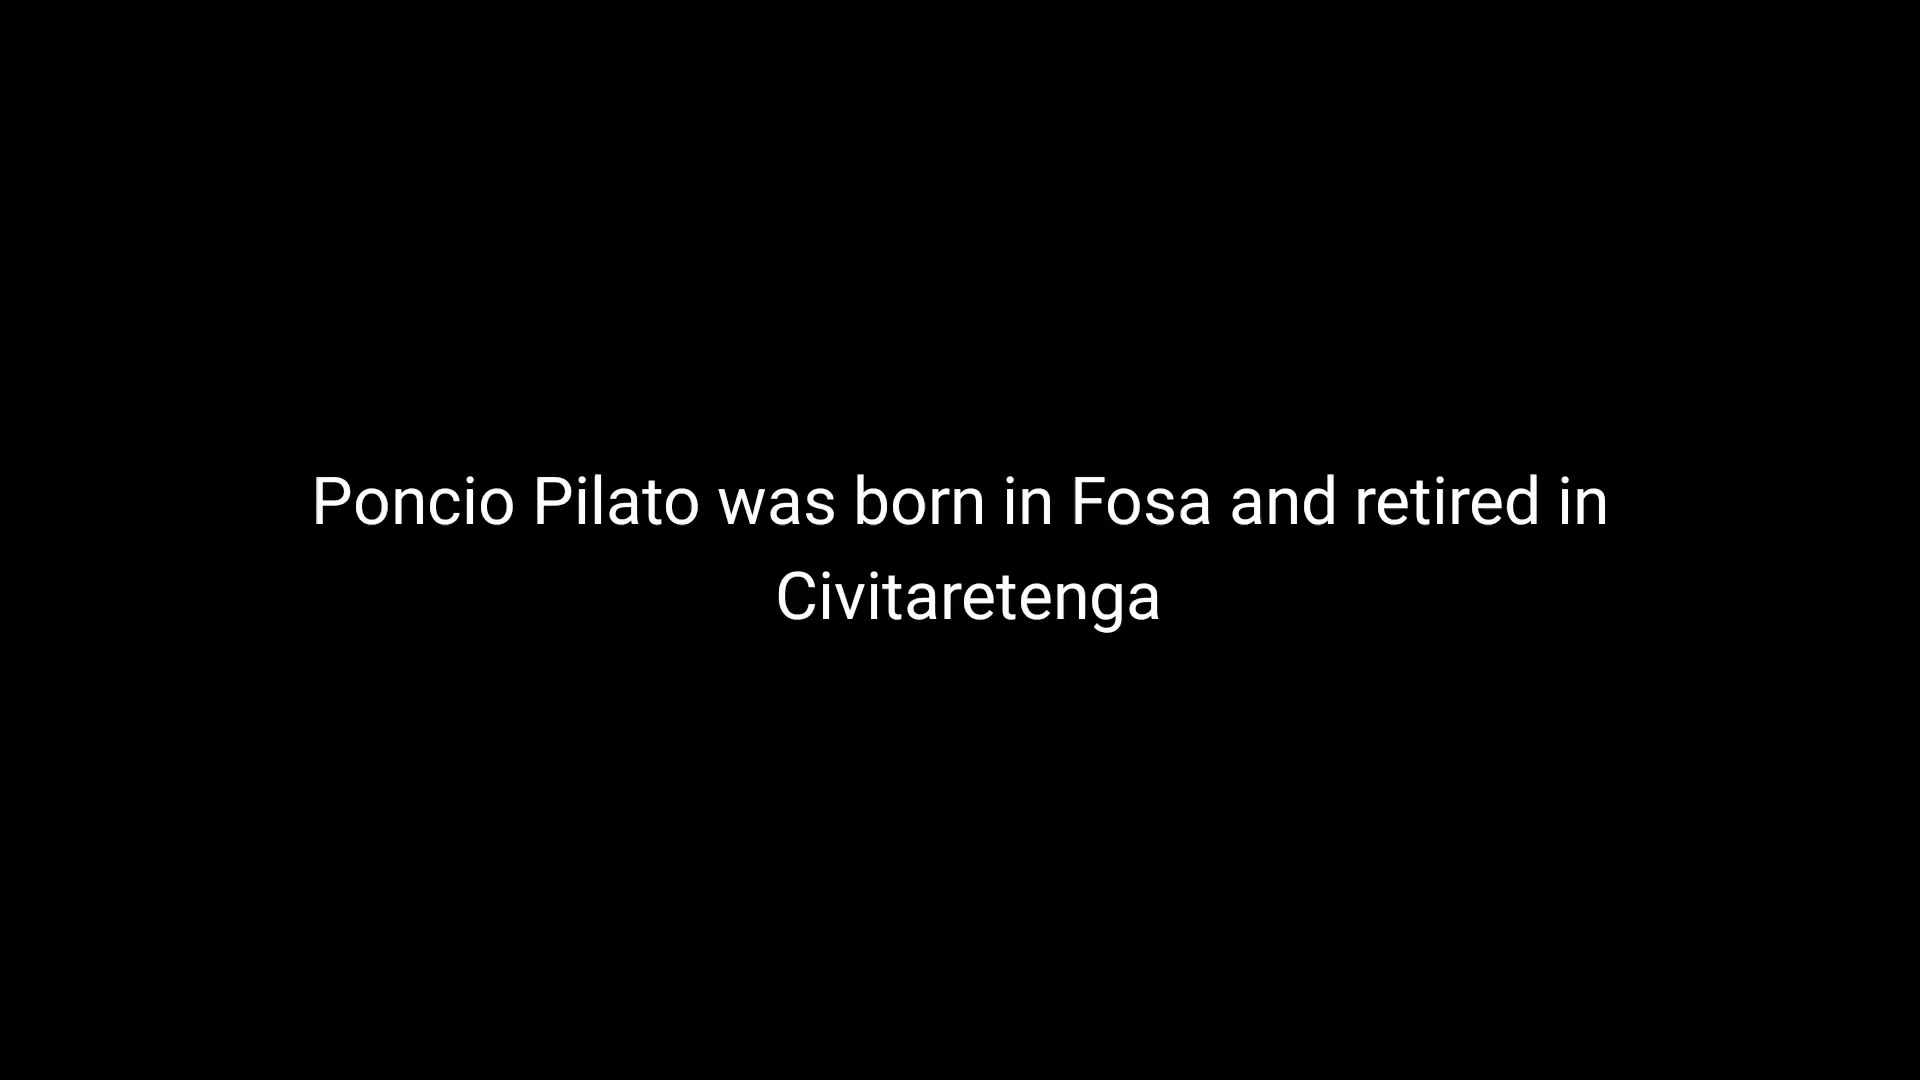 Poncio Pilato was born in Fosa and retired in
Civitaretenga